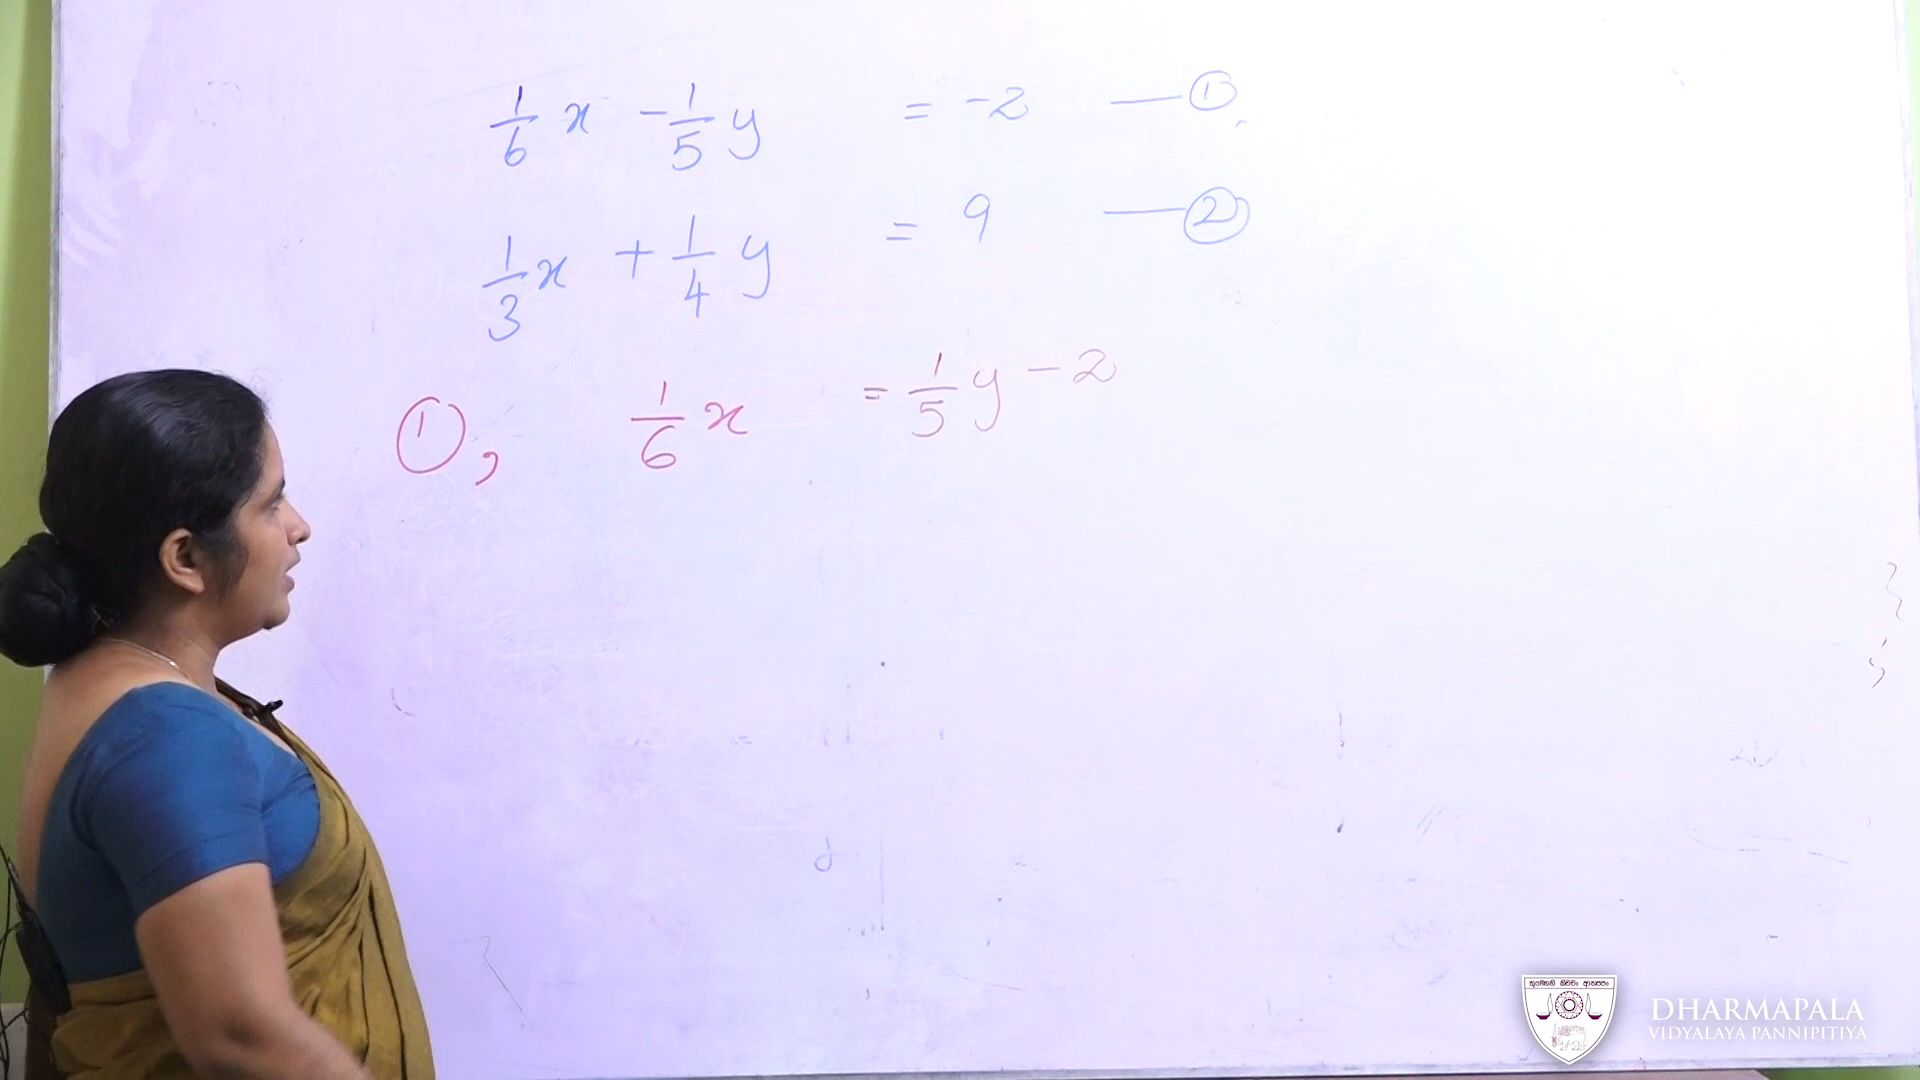 1/6 x - 1/5 y = -2 — ①
1/3 x + 1/4 y = 9 — ②
①, 1/6 x = 1/5 y - 2
DHARMAPALA
VIDYALAYA PANNIPITIYA